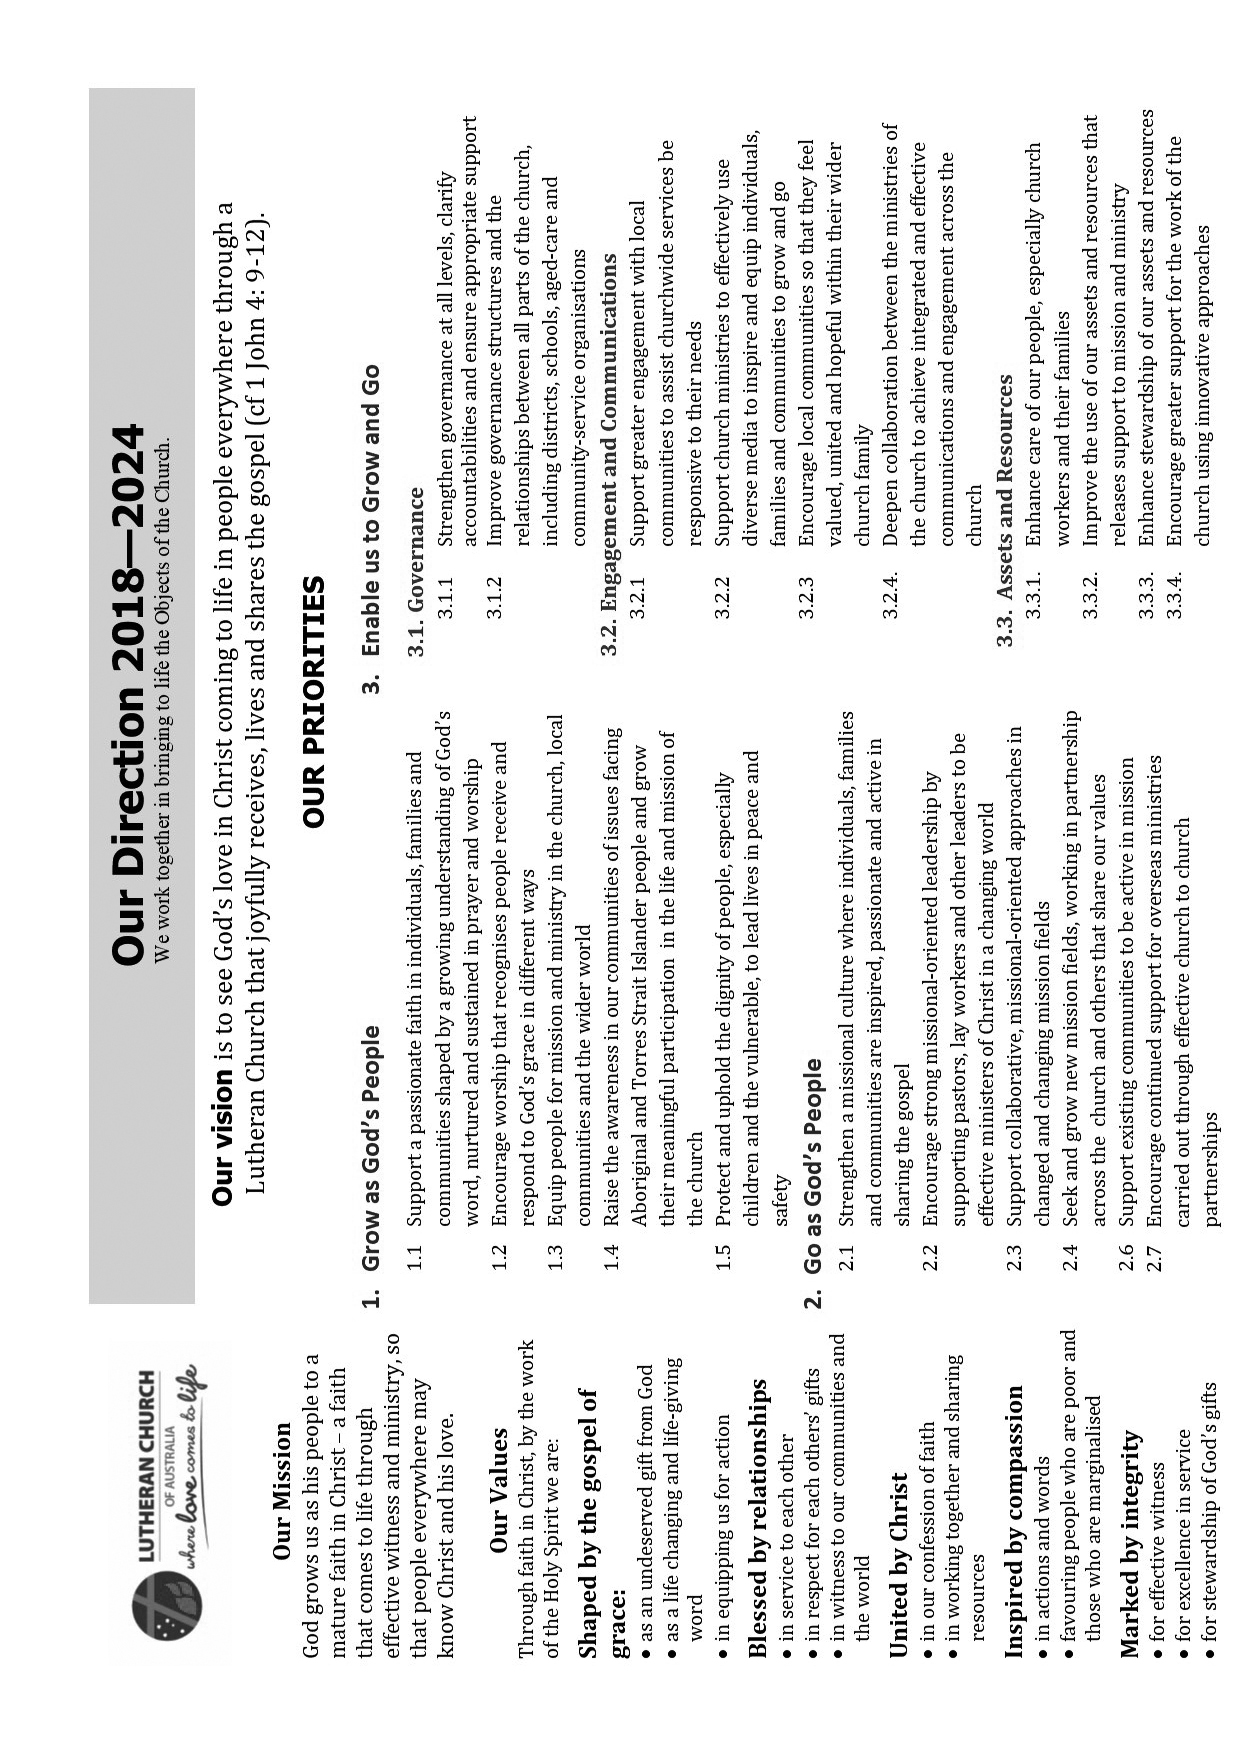 LUTHERAN CHURCH
OF AUSTRALIA
where love comes to life
Our Direction 2018—2024
We work together in bringing to life the Objects of the Church.
Our vision is to see God's love in Christ coming to life in people everywhere through a
Lutheran Church that joyfully receives, lives and shares the gospel (cf 1 John 4: 9-12).
Our Mission
God grows us as his people to a
mature faith in Christ – a faith
that comes to life through
effective witness and ministry, so
that people everywhere may
know Christ and his love.
Our Values
Through faith in Christ, by the work
of the Holy Spirit we are:
Shaped by the gospel of
grace:
• as an undeserved gift from God
• as a life changing and life-giving
word
• in equipping us for action
Blessed by relationships
• in service to each other
• in respect for each others' gifts
• in witness to our communities and
the world
United by Christ
• in our confession of faith
• in working together and sharing
resources
Inspired by compassion
• in actions and words
• favouring people who are poor and
those who are marginalised
Marked by integrity
• for effective witness
• for excellence in service
• for stewardship of God's gifts
OUR PRIORITIES
1. Grow as God's People
1.1 Support a passionate faith in individuals, families and
communities shaped by a growing understanding of God's
word, nurtured and sustained in prayer and worship
1.2 Encourage worship that recognises people receive and
respond to God's grace in different ways
1.3 Equip people for mission and ministry in the church, local
communities and the wider world
1.4 Raise the awareness in our communities of issues facing
Aboriginal and Torres Strait Islander people and grow
their meaningful participation in the life and mission of
the church
1.5 Protect and uphold the dignity of people, especially
children and the vulnerable, to lead lives in peace and
safety
2. Go as God's People
2.1 Strengthen a missional culture where individuals, families
and communities are inspired, passionate and active in
sharing the gospel
2.2 Encourage strong missional-oriented leadership by
supporting pastors, lay workers and other leaders to be
effective ministers of Christ in a changing world
2.3 Support collaborative, missional-oriented approaches in
changed and changing mission fields
2.4 Seek and grow new mission fields, working in partnership
across the church and others that share our values
2.6 Support existing communities to be active in mission
2.7 Encourage continued support for overseas ministries
carried out through effective church to church
partnerships
3. Enable us to Grow and Go
3.1. Governance
3.1.1 Strengthen governance at all levels, clarify
accountabilities and ensure appropriate support
3.1.2 Improve governance structures and the
relationships between all parts of the church,
including districts, schools, aged-care and
community-service organisations
3.2. Engagement and Communications
3.2.1 Support greater engagement with local
communities to assist churchwide services be
responsive to their needs
3.2.2 Support church ministries to effectively use
diverse media to inspire and equip individuals,
families and communities to grow and go
3.2.3 Encourage local communities so that they feel
valued, united and hopeful within their wider
church family
3.2.4. Deepen collaboration between the ministries of
the church to achieve integrated and effective
communications and engagement across the
church
3.3. Assets and Resources
3.3.1. Enhance care of our people, especially church
workers and their families
3.3.2. Improve the use of our assets and resources that
releases support to mission and ministry
3.3.3. Enhance stewardship of our assets and resources
3.3.4. Encourage greater support for the work of the
church using innovative approaches